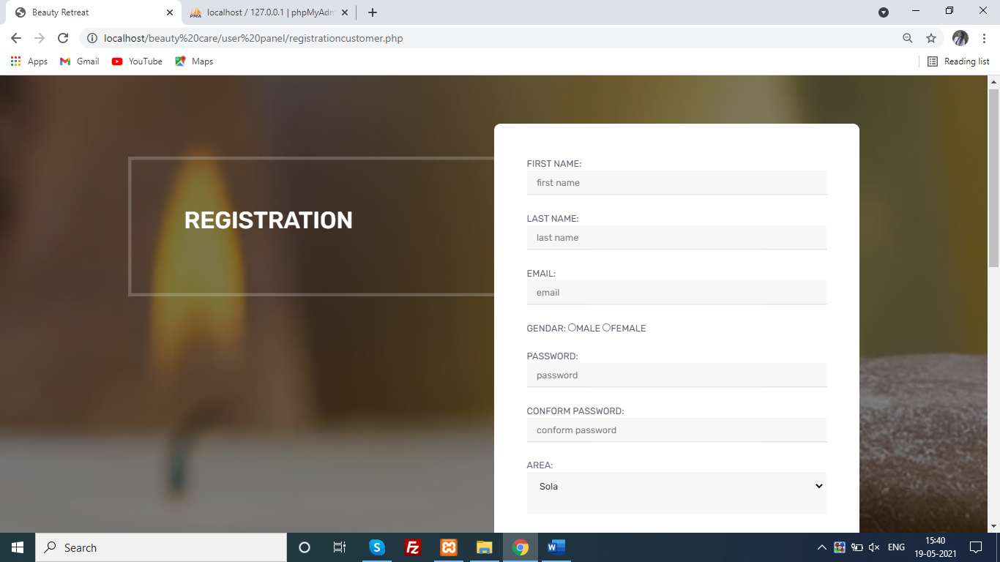 Beauty Retreat
localhost / 127.0.0.1 | phpMyAdm
localhost/beauty%20care/user%20panel/registrationcustomer.php
Apps Gmail YouTube Maps Reading list
REGISTRATION
FIRST NAME:
first name
LAST NAME:
last name
EMAIL:
email
GENDAR: MALE FEMALE
PASSWORD:
password
CONFORM PASSWORD:
conform password
AREA:
Sola
Search
ENG
15:40
19-05-2021